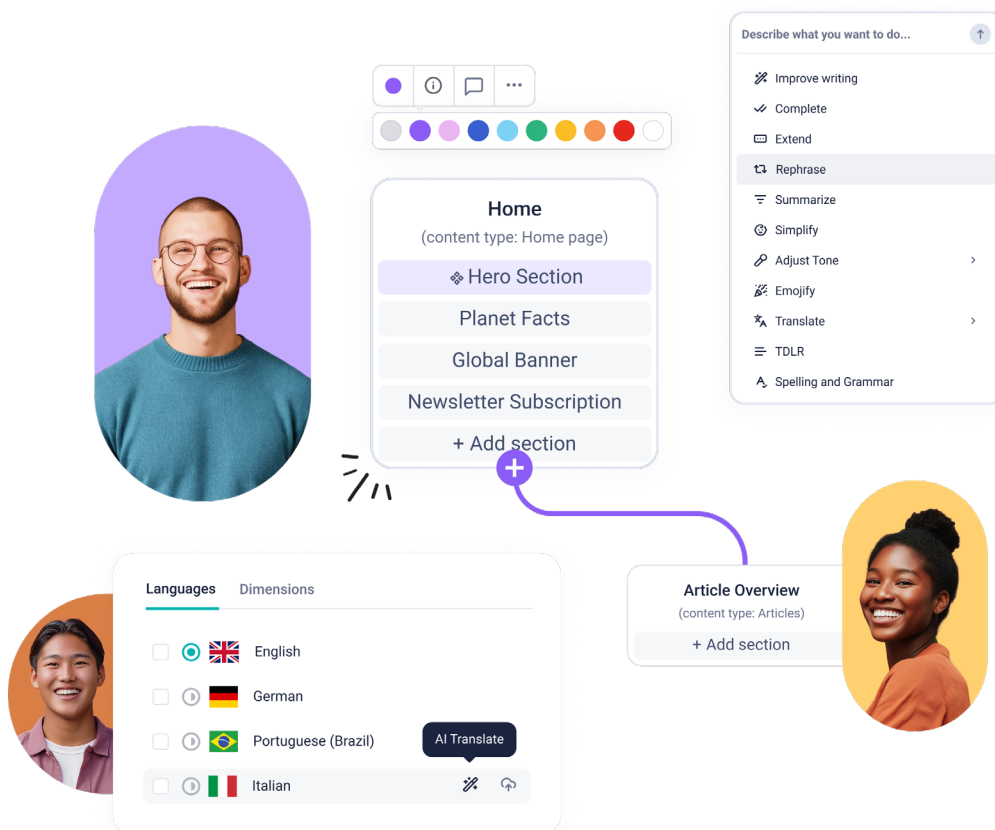 Describe what you want to do...
Improve writing
Complete
Extend
Rephrase
Summarize
Simplify
Adjust Tone
Emojify
Translate
TDLR
Spelling and Grammar
Home
(content type: Home page)
Hero Section
Planet Facts
Global Banner
Newsletter Subscription
+ Add section
Article Overview
(content type: Articles)
+ Add section
Languages Dimensions
English
German
Portuguese (Brazil)
AI Translate
Italian